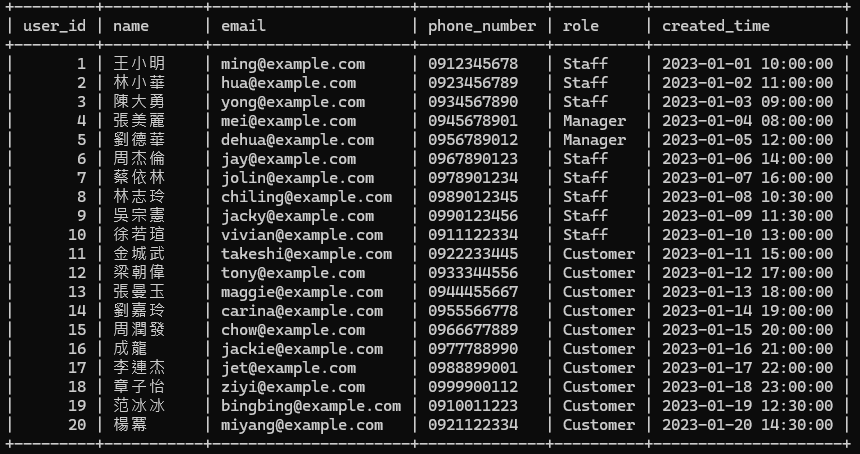 | user_id | name | email | phone_number | role | created_time |
| 1 | 王小明 | ming@example.com | 0912345678 | Staff | 2023-01-01 10:00:00 |
| 2 | 林小華 | hua@example.com | 0923456789 | Staff | 2023-01-02 11:00:00 |
| 3 | 陳大勇 | yong@example.com | 0934567890 | Staff | 2023-01-03 09:00:00 |
| 4 | 張美麗 | mei@example.com | 0945678901 | Manager | 2023-01-04 08:00:00 |
| 5 | 劉德華 | dehua@example.com | 0956789012 | Manager | 2023-01-05 12:00:00 |
| 6 | 周杰倫 | jay@example.com | 0967890123 | Staff | 2023-01-06 14:00:00 |
| 7 | 蔡依林 | jolin@example.com | 0978901234 | Staff | 2023-01-07 16:00:00 |
| 8 | 林志玲 | chiling@example.com | 0989012345 | Staff | 2023-01-08 10:30:00 |
| 9 | 吳宗憲 | jacky@example.com | 0990123456 | Staff | 2023-01-09 11:30:00 |
| 10 | 徐若瑄 | vivian@example.com | 0911122334 | Staff | 2023-01-10 13:00:00 |
| 11 | 金城武 | takeshi@example.com | 0922233445 | Customer | 2023-01-11 15:00:00 |
| 12 | 梁朝偉 | tony@example.com | 0933344556 | Customer | 2023-01-12 17:00:00 |
| 13 | 張曼玉 | maggie@example.com | 0944455667 | Customer | 2023-01-13 18:00:00 |
| 14 | 劉嘉玲 | carina@example.com | 0955566778 | Customer | 2023-01-14 19:00:00 |
| 15 | 周潤發 | chow@example.com | 0966677889 | Customer | 2023-01-15 20:00:00 |
| 16 | 成龍 | jackie@example.com | 0977788990 | Customer | 2023-01-16 21:00:00 |
| 17 | 李連杰 | jet@example.com | 0988899001 | Customer | 2023-01-17 22:00:00 |
| 18 | 章子怡 | ziyi@example.com | 0999900112 | Customer | 2023-01-18 23:00:00 |
| 19 | 范冰冰 | bingbing@example.com | 0910011223 | Customer | 2023-01-19 12:30:00 |
| 20 | 楊冪 | miyang@example.com | 0921122334 | Customer | 2023-01-20 14:30:00 |